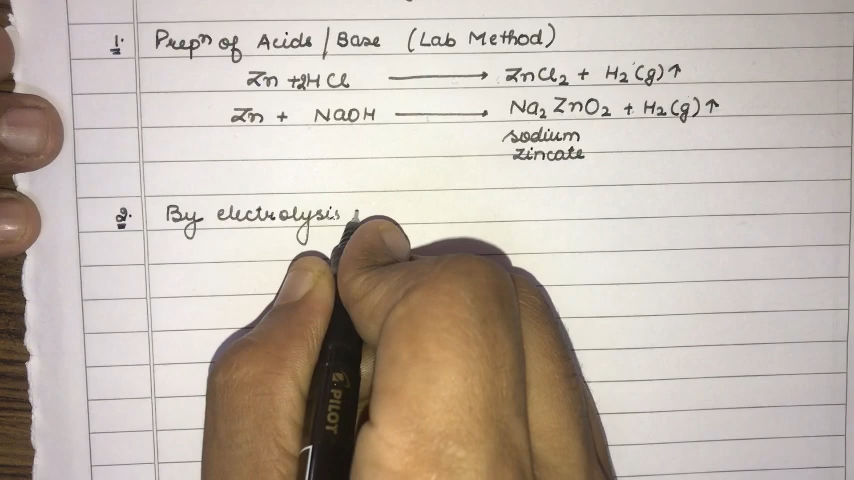 1. Prepⁿ of Acids / Base (Lab Method)
Zn + 2HCl ⟶ ZnCl₂ + H₂(g)↑
Zn + NaOH ⟶ Na₂ZnO₂ + H₂(g)↑
sodium
zincate
2. By electrolysis
PILOT